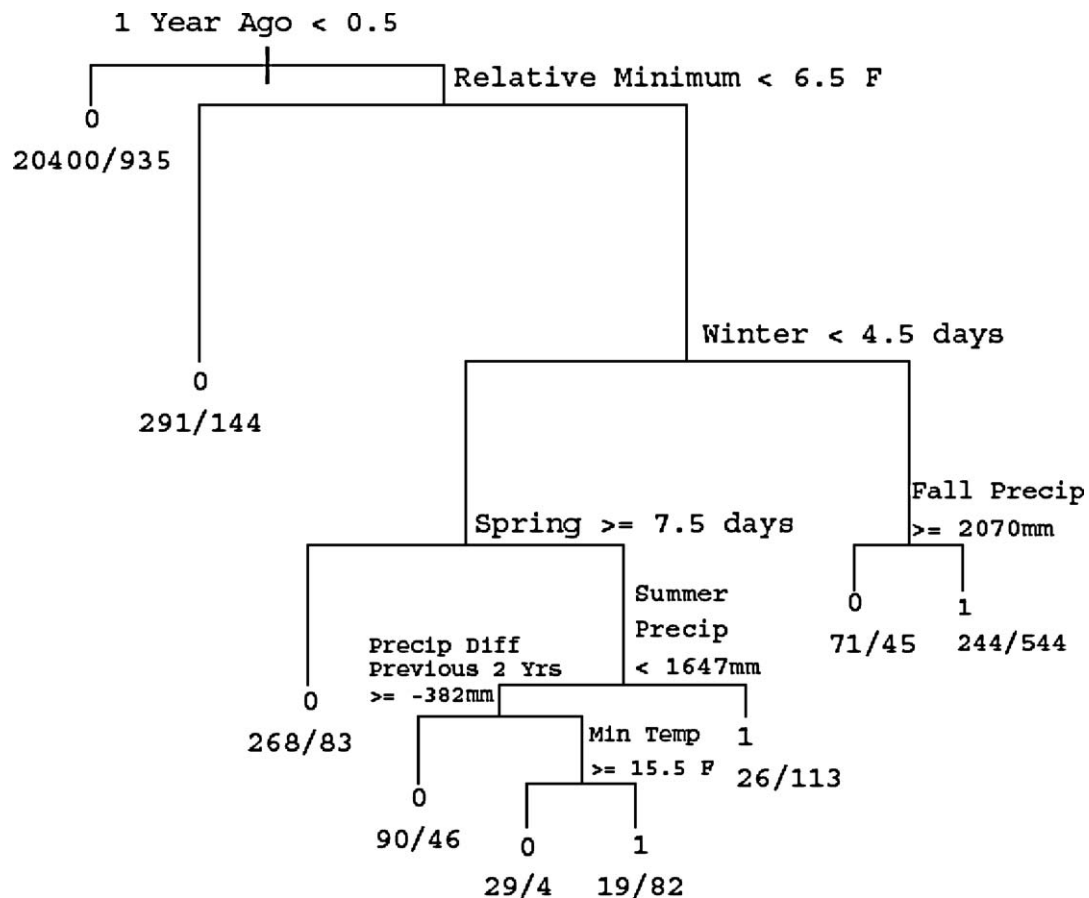 1 Year Ago < 0.5
Relative Minimum < 6.5 F
0
20400/935
Winter < 4.5 days
0
291/144
Fall Precip
>= 2070mm
Spring >= 7.5 days
Summer
Precip
< 1647mm
0
71/45
1
244/544
Precip Diff
Previous 2 Yrs
>= -382mm
0
268/83
Min Temp
>= 15.5 F
1
26/113
0
90/46
0
29/4
1
19/82